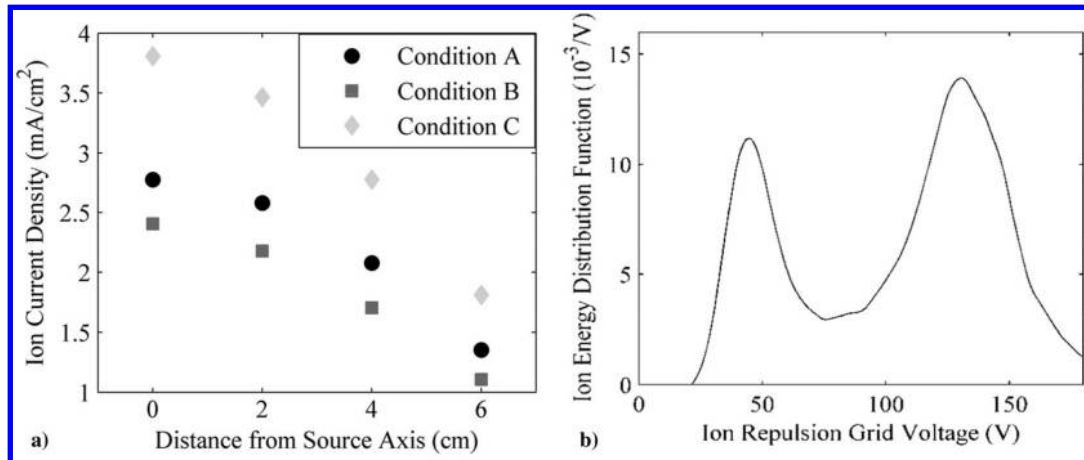 4
3.5
3
2.5
2
1.5
1
Ion Current Density (mA/cm²)
Condition A
Condition B
Condition C
0 2 4 6
Distance from Source Axis (cm)
a)
15
10
5
0
Ion Energy Distribution Function (10⁻³/V)
0 50 100 150
Ion Repulsion Grid Voltage (V)
b)